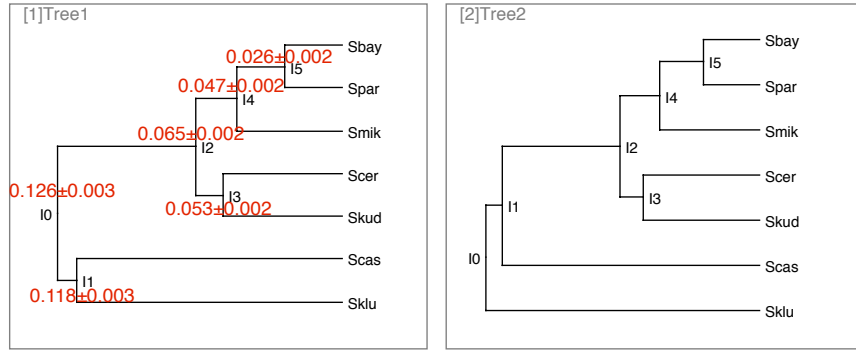 [1]Tree1
0.026±0.002
Sbay
I5
0.047±0.002
Spar
I4
0.065±0.002
Smik
I2
Scer
0.126±0.003
I3
0.053±0.002
I0
Skud
Scas
I1
0.118±0.003
Sklu
[2]Tree2
Sbay
I5
Spar
I4
Smik
I2
Scer
I3
I1
Skud
I0
Scas
Sklu